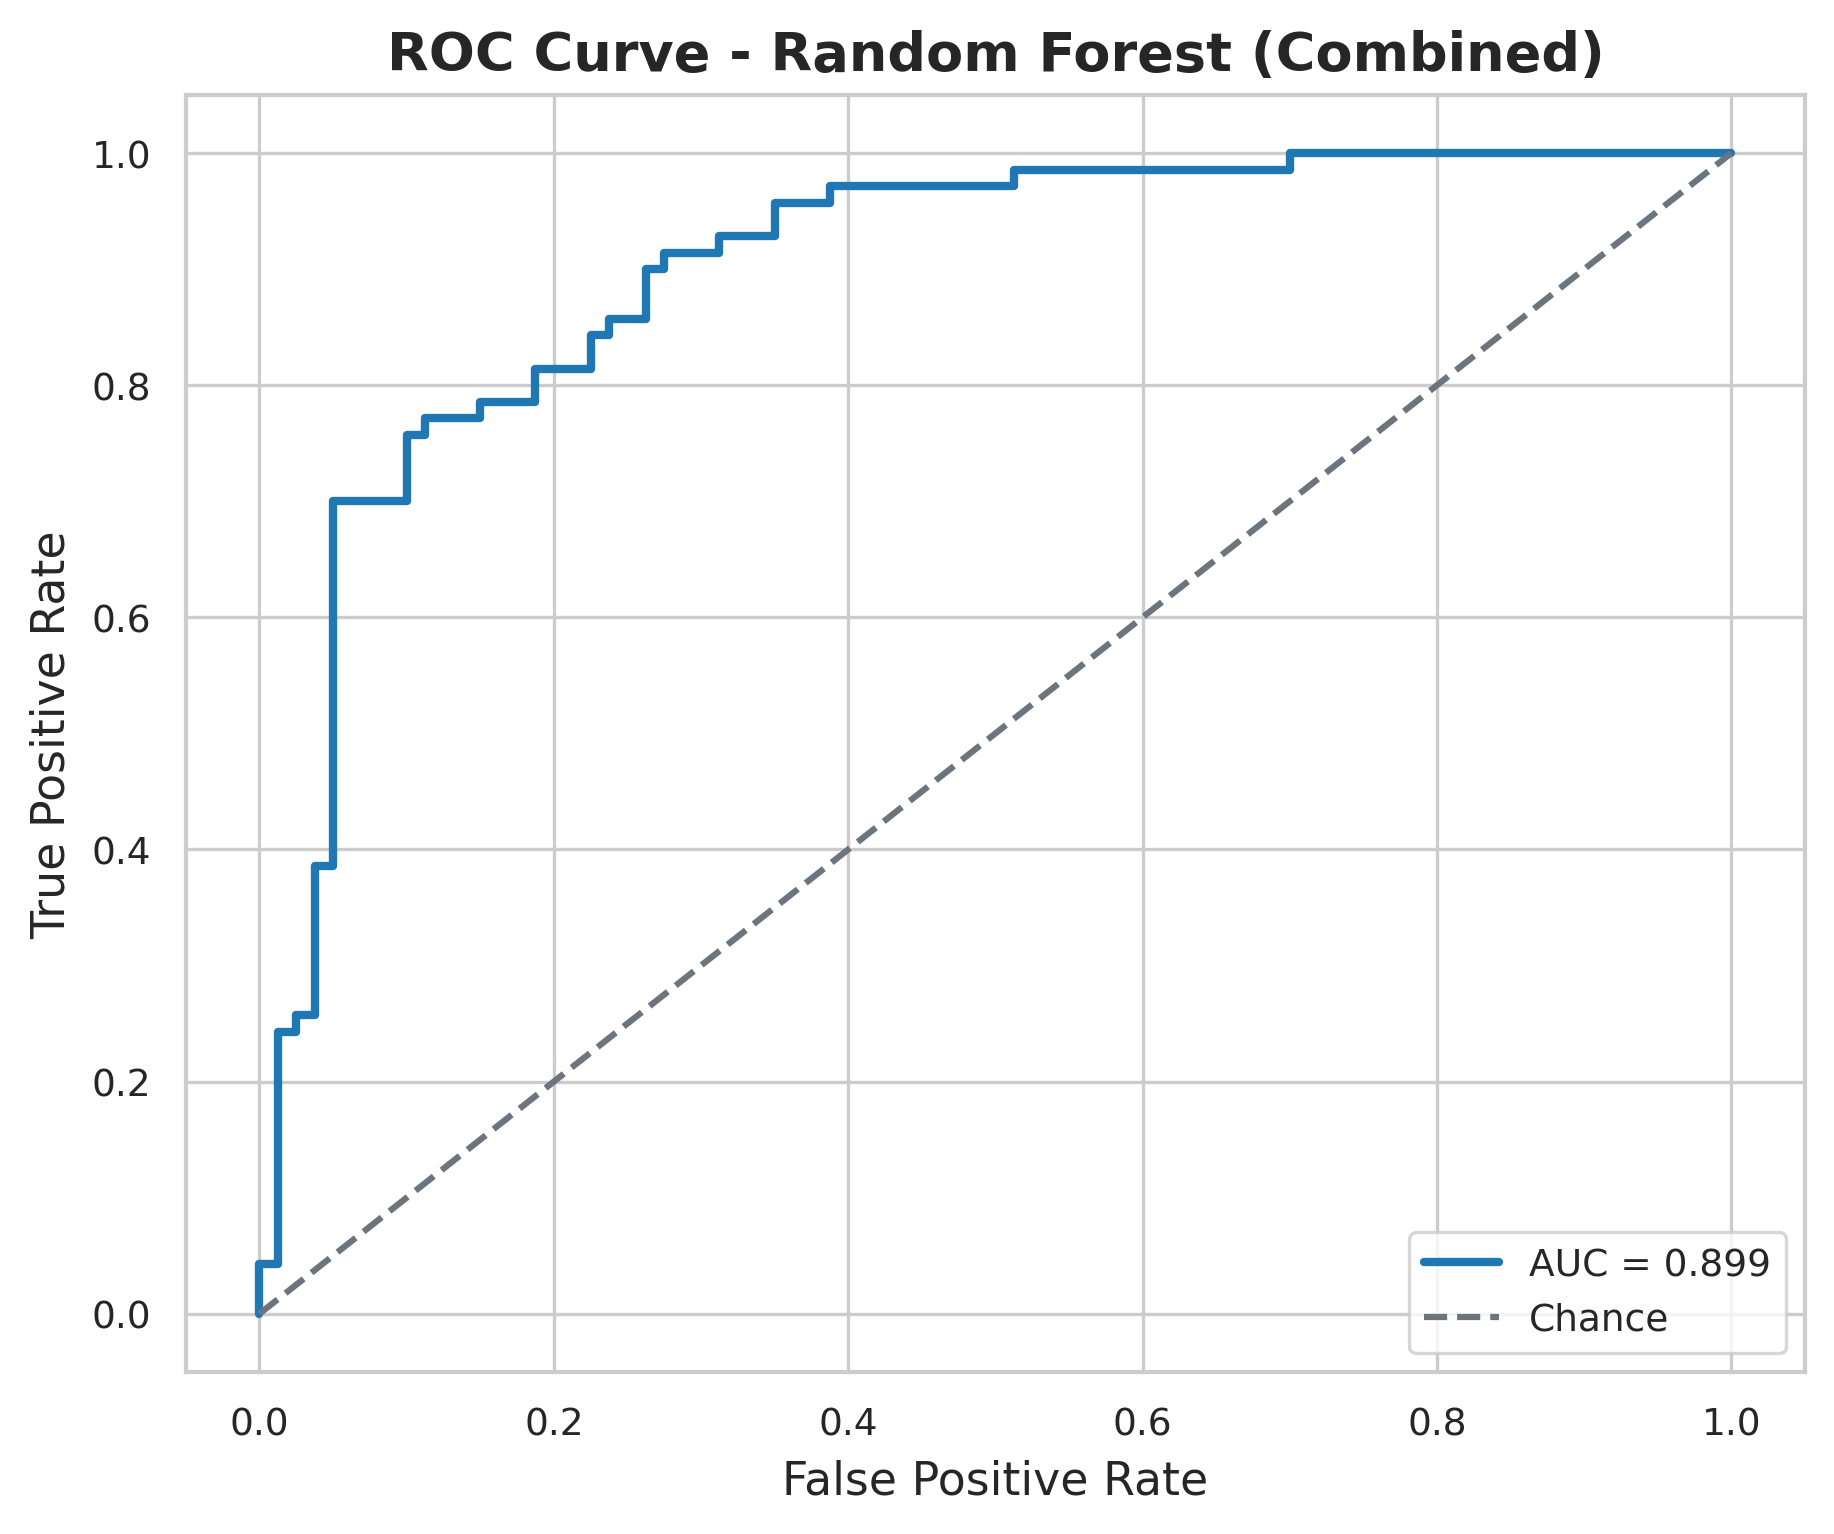 ROC Curve - Random Forest (Combined)
True Positive Rate
1.0
0.8
0.6
0.4
0.2
0.0
0.0 0.2 0.4 0.6 0.8 1.0
False Positive Rate
AUC = 0.899
Chance